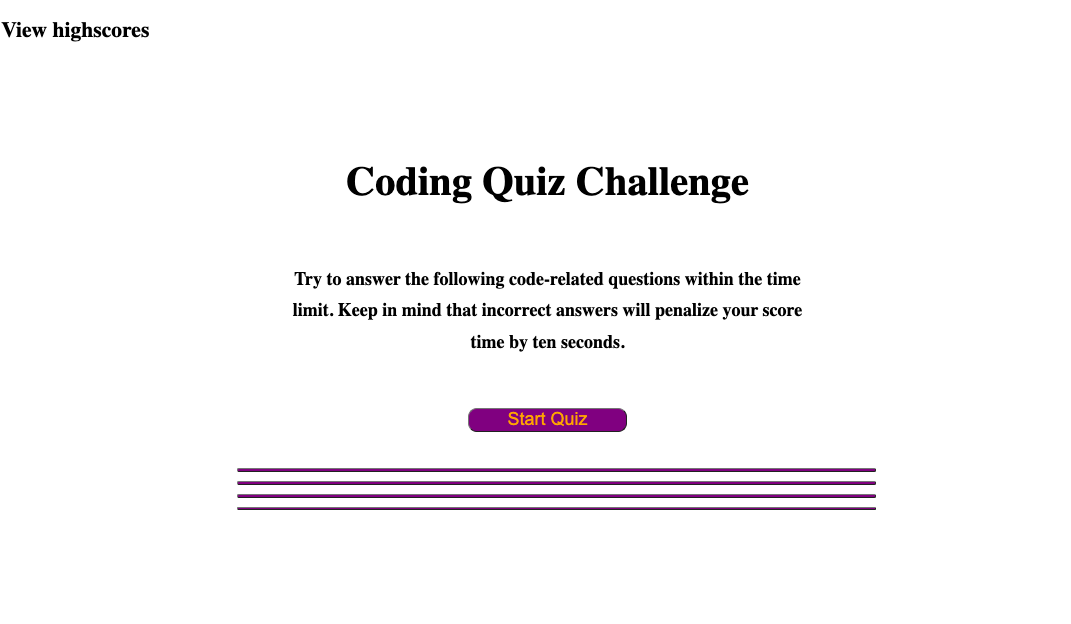 View highscores
Coding Quiz Challenge
Try to answer the following code-related questions within the time
limit. Keep in mind that incorrect answers will penalize your score
time by ten seconds.
Start Quiz